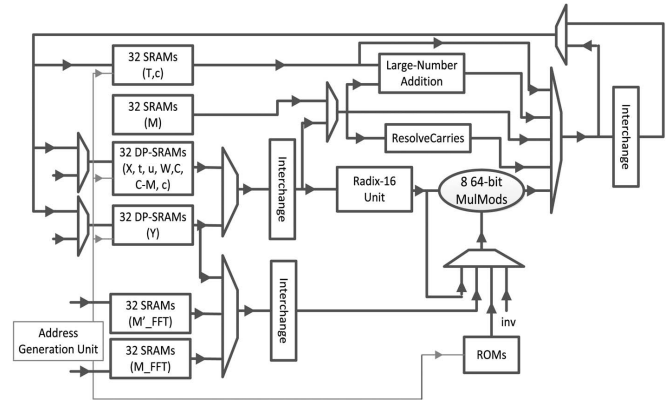 32 SRAMs
(T,c)
32 SRAMs
(M)
32 DP-SRAMs
(X, t, u, W,C,
C-M, c)
32 DP-SRAMs
(Y)
32 SRAMs
(M'_FFT)
32 SRAMs
(M_FFT)
Address
Generation Unit
Interchange
Interchange
Radix-16
Unit
Large-Number
Addition
ResolveCarries
8 64-bit
MulMods
inv
ROMs
Interchange